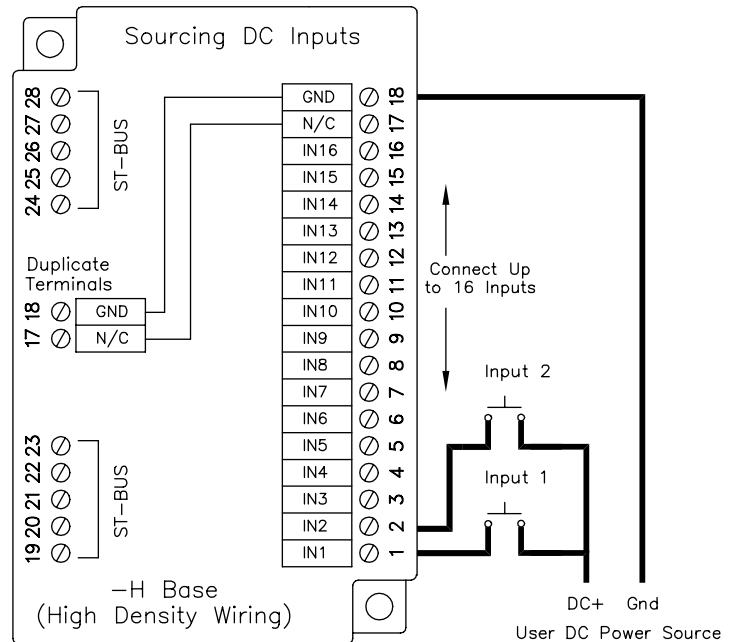 Sourcing DC Inputs
28
27
26
25
24
ST-BUS
Duplicate
Terminals
18 GND
17 N/C
23
22
21
20
19
ST-BUS
GND 18
N/C 17
IN16 16
IN15 15
IN14 14
IN13 13
IN12 12
IN11 11
IN10 10
IN9 9
IN8 8
IN7 7
IN6 6
IN5 5
IN4 4
IN3 3
IN2 2
IN1 1
Connect Up
to 16 Inputs
Input 2
Input 1
-H Base
(High Density Wiring)
DC+ Gnd
User DC Power Source